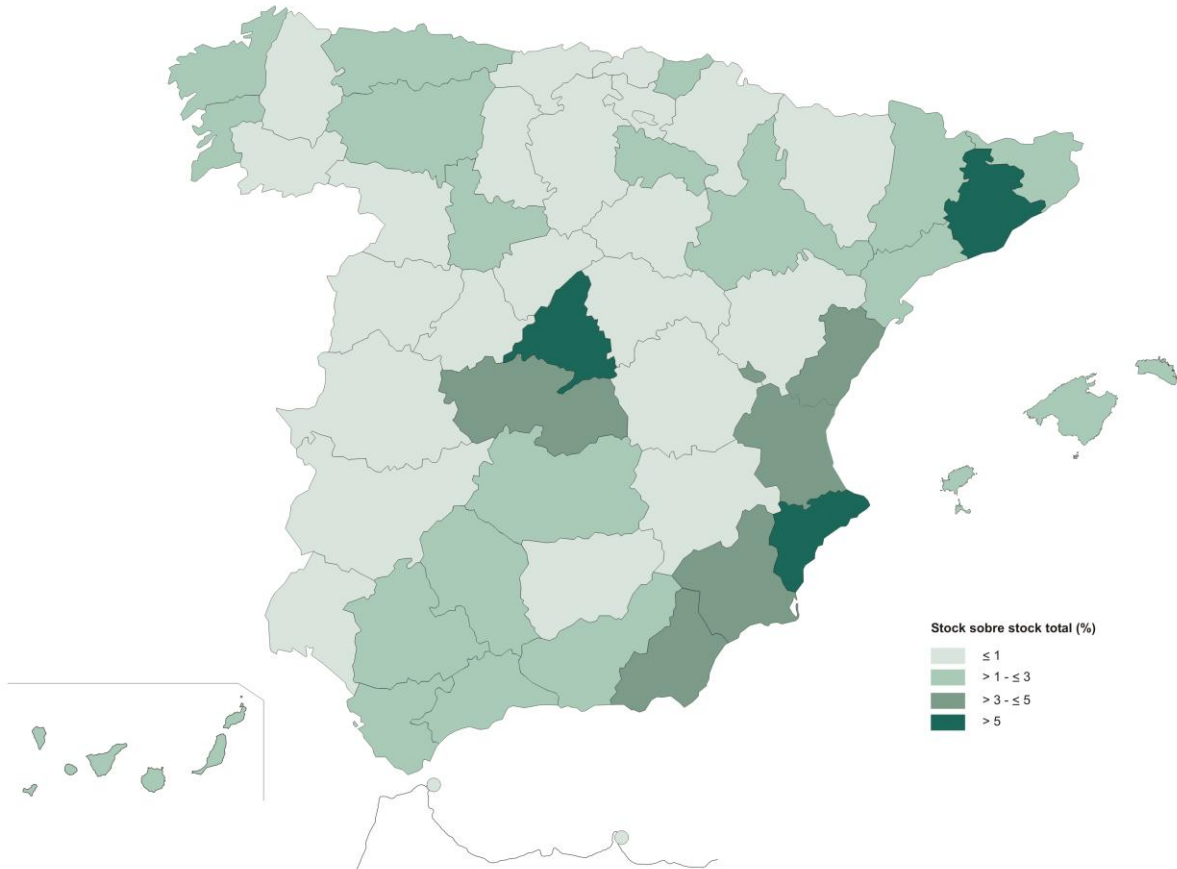 Stock sobre stock total (%)
≤ 1
> 1 - ≤ 3
> 3 - ≤ 5
> 5